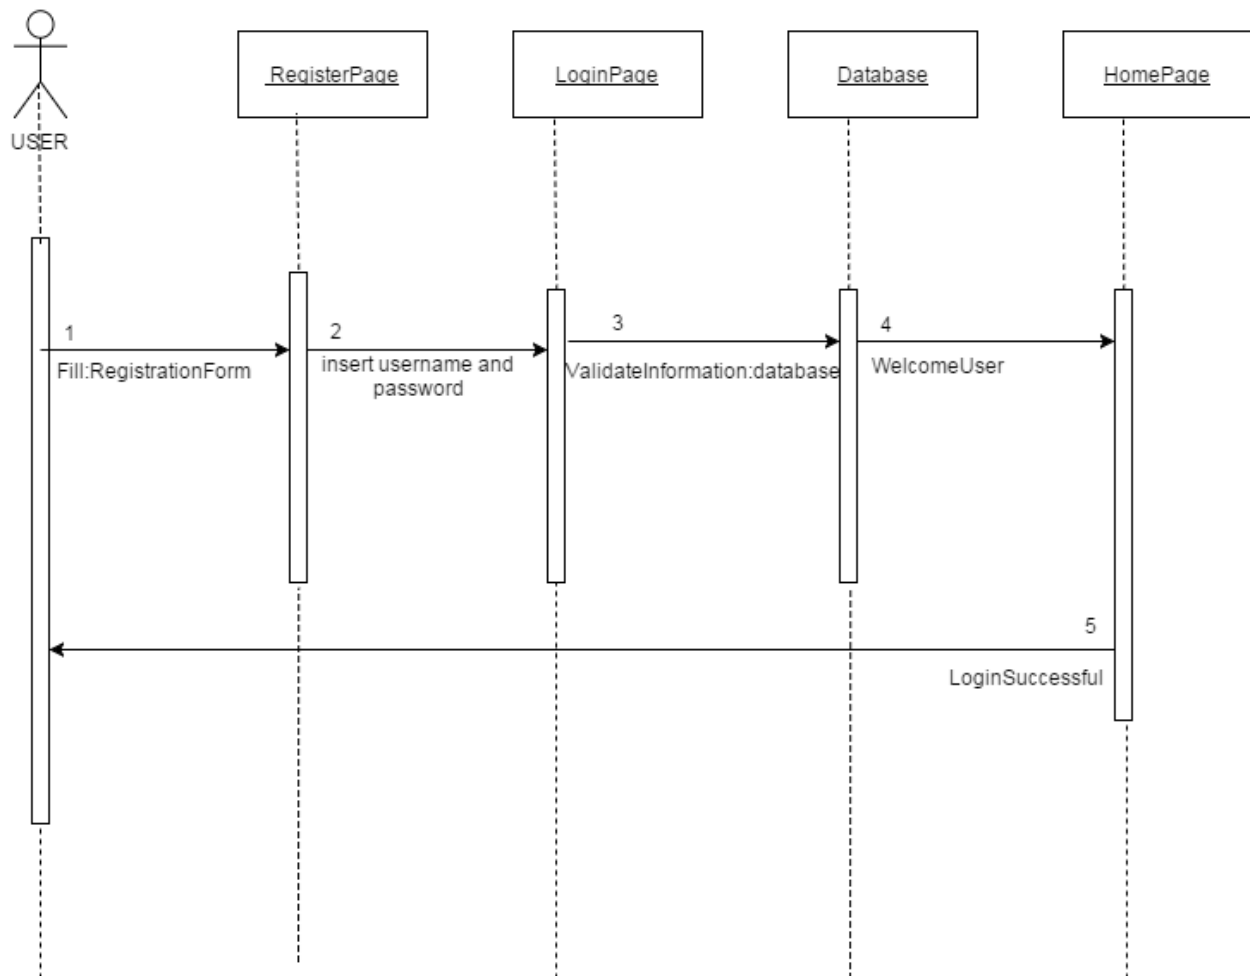 USER
RegisterPage
LoginPage
Database
HomePage
1
Fill:RegistrationForm
2
insert username and
password
3
ValidateInformation:database
4
WelcomeUser
5
LoginSuccessful